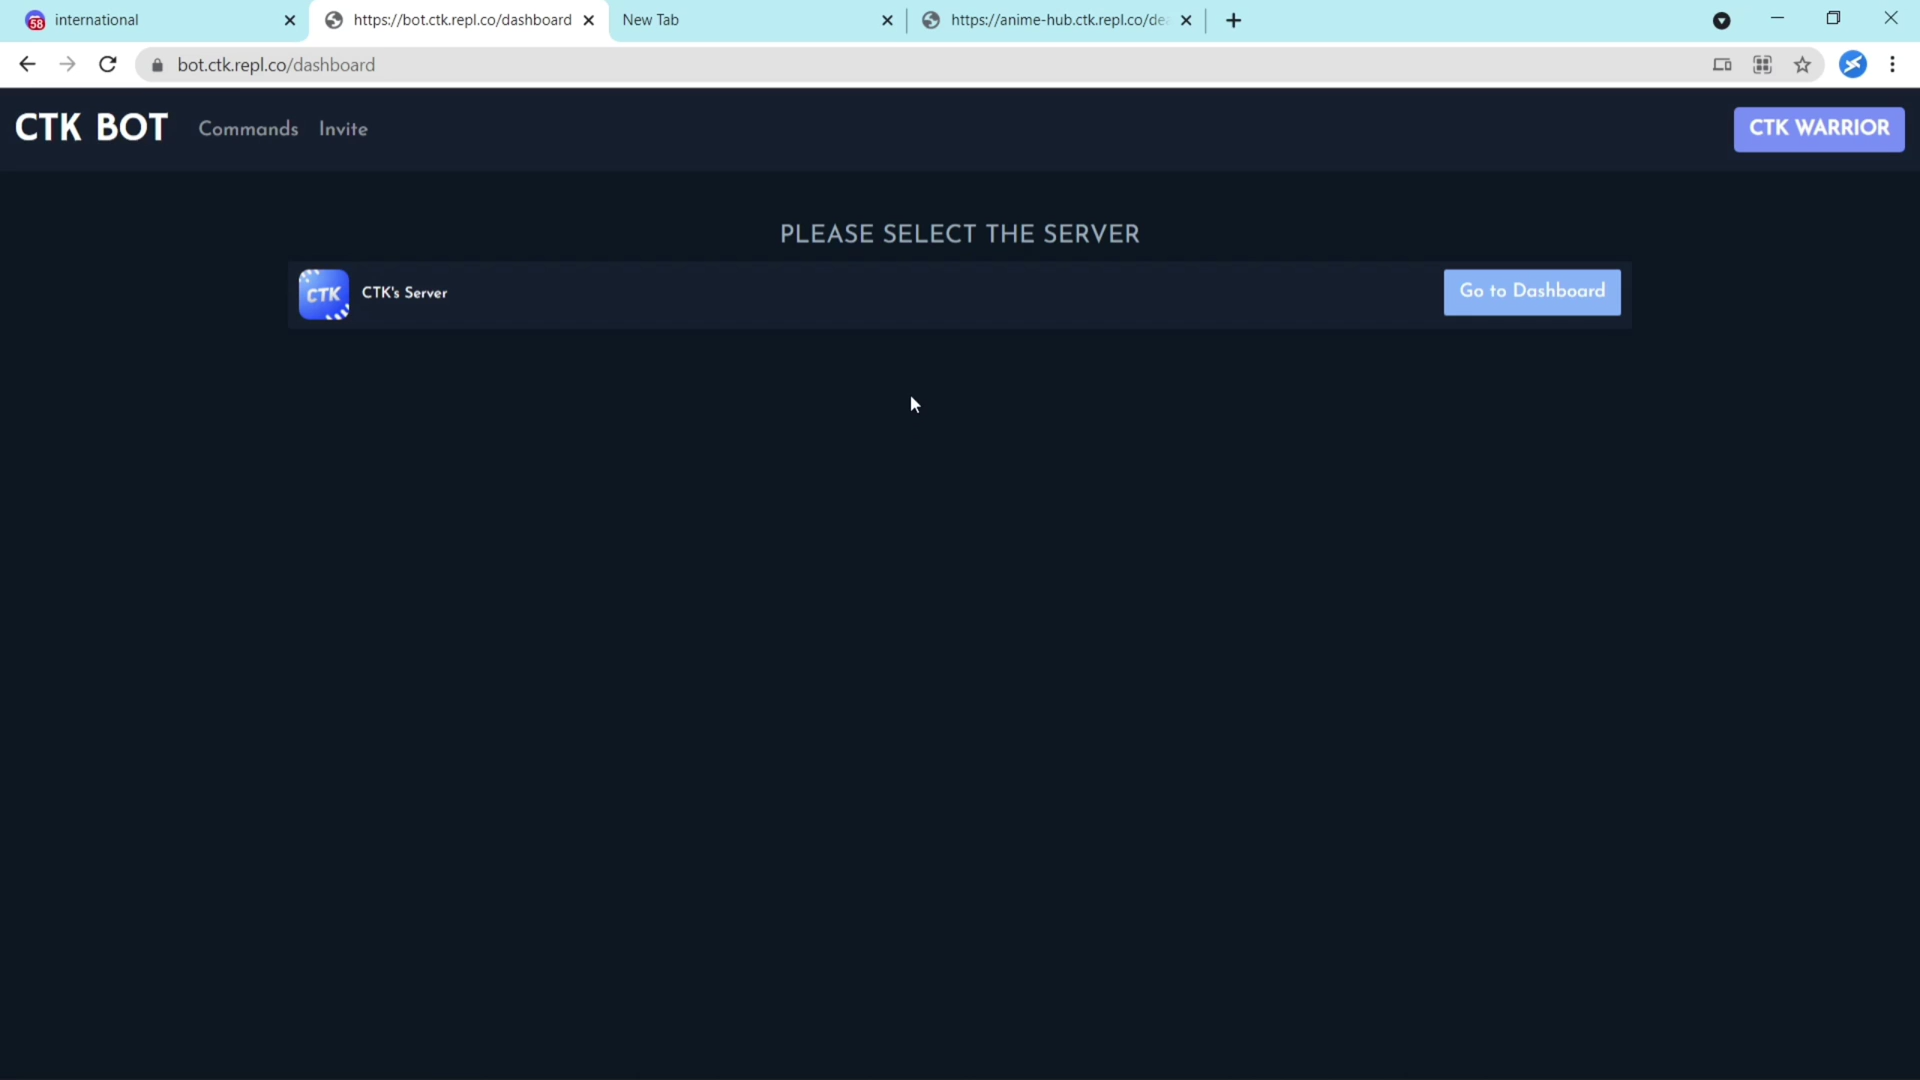 58 international
https://bot.ctk.repl.co/dashboard
New Tab
https://anime-hub.ctk.repl.co/de
bot.ctk.repl.co/dashboard
CTK BOT Commands Invite CTK WARRIOR
PLEASE SELECT THE SERVER
CTK CTK's Server Go to Dashboard